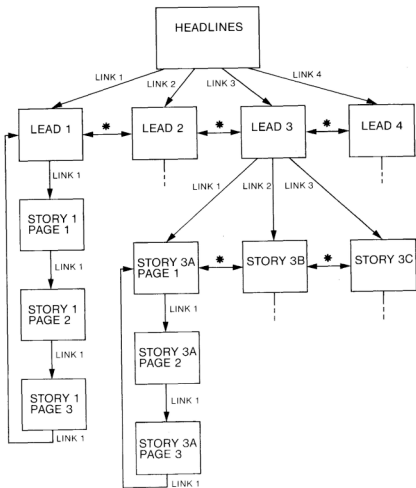 HEADLINES
LINK 1
LINK 2
LINK 3
LINK 4
LEAD 1
*
LEAD 2
*
LEAD 3
*
LEAD 4
LINK 1
LINK 1
LINK 2
LINK 3
STORY 1
PAGE 1
STORY 3A
PAGE 1
*
STORY 3B
*
STORY 3C
LINK 1
LINK 1
STORY 1
PAGE 2
STORY 3A
PAGE 2
LINK 1
LINK 1
STORY 1
PAGE 3
LINK 1
STORY 3A
PAGE 3
LINK 1